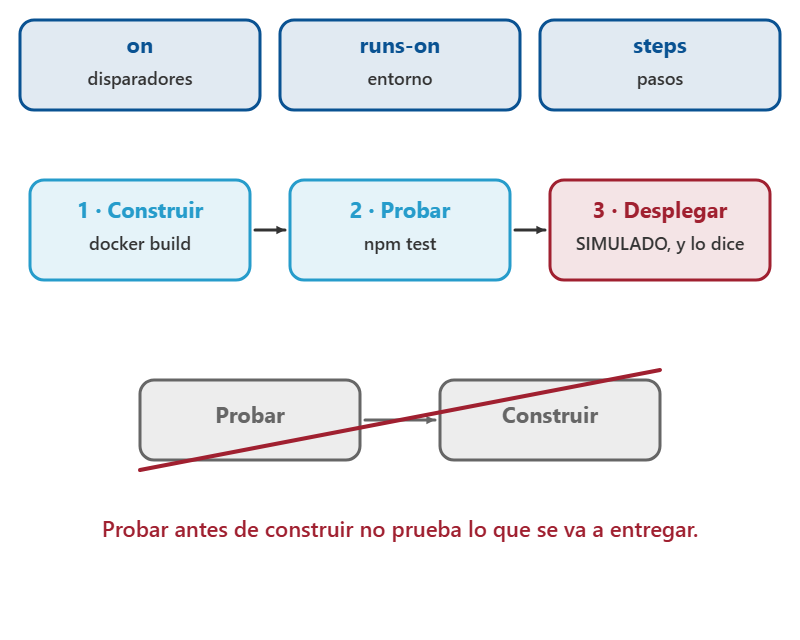 on
disparadores
runs-on
entorno
steps
pasos
1 · Construir
docker build
2 · Probar
npm test
3 · Desplegar
SIMULADO, y lo dice
Probar
Construir
Probar antes de construir no prueba lo que se va a entregar.